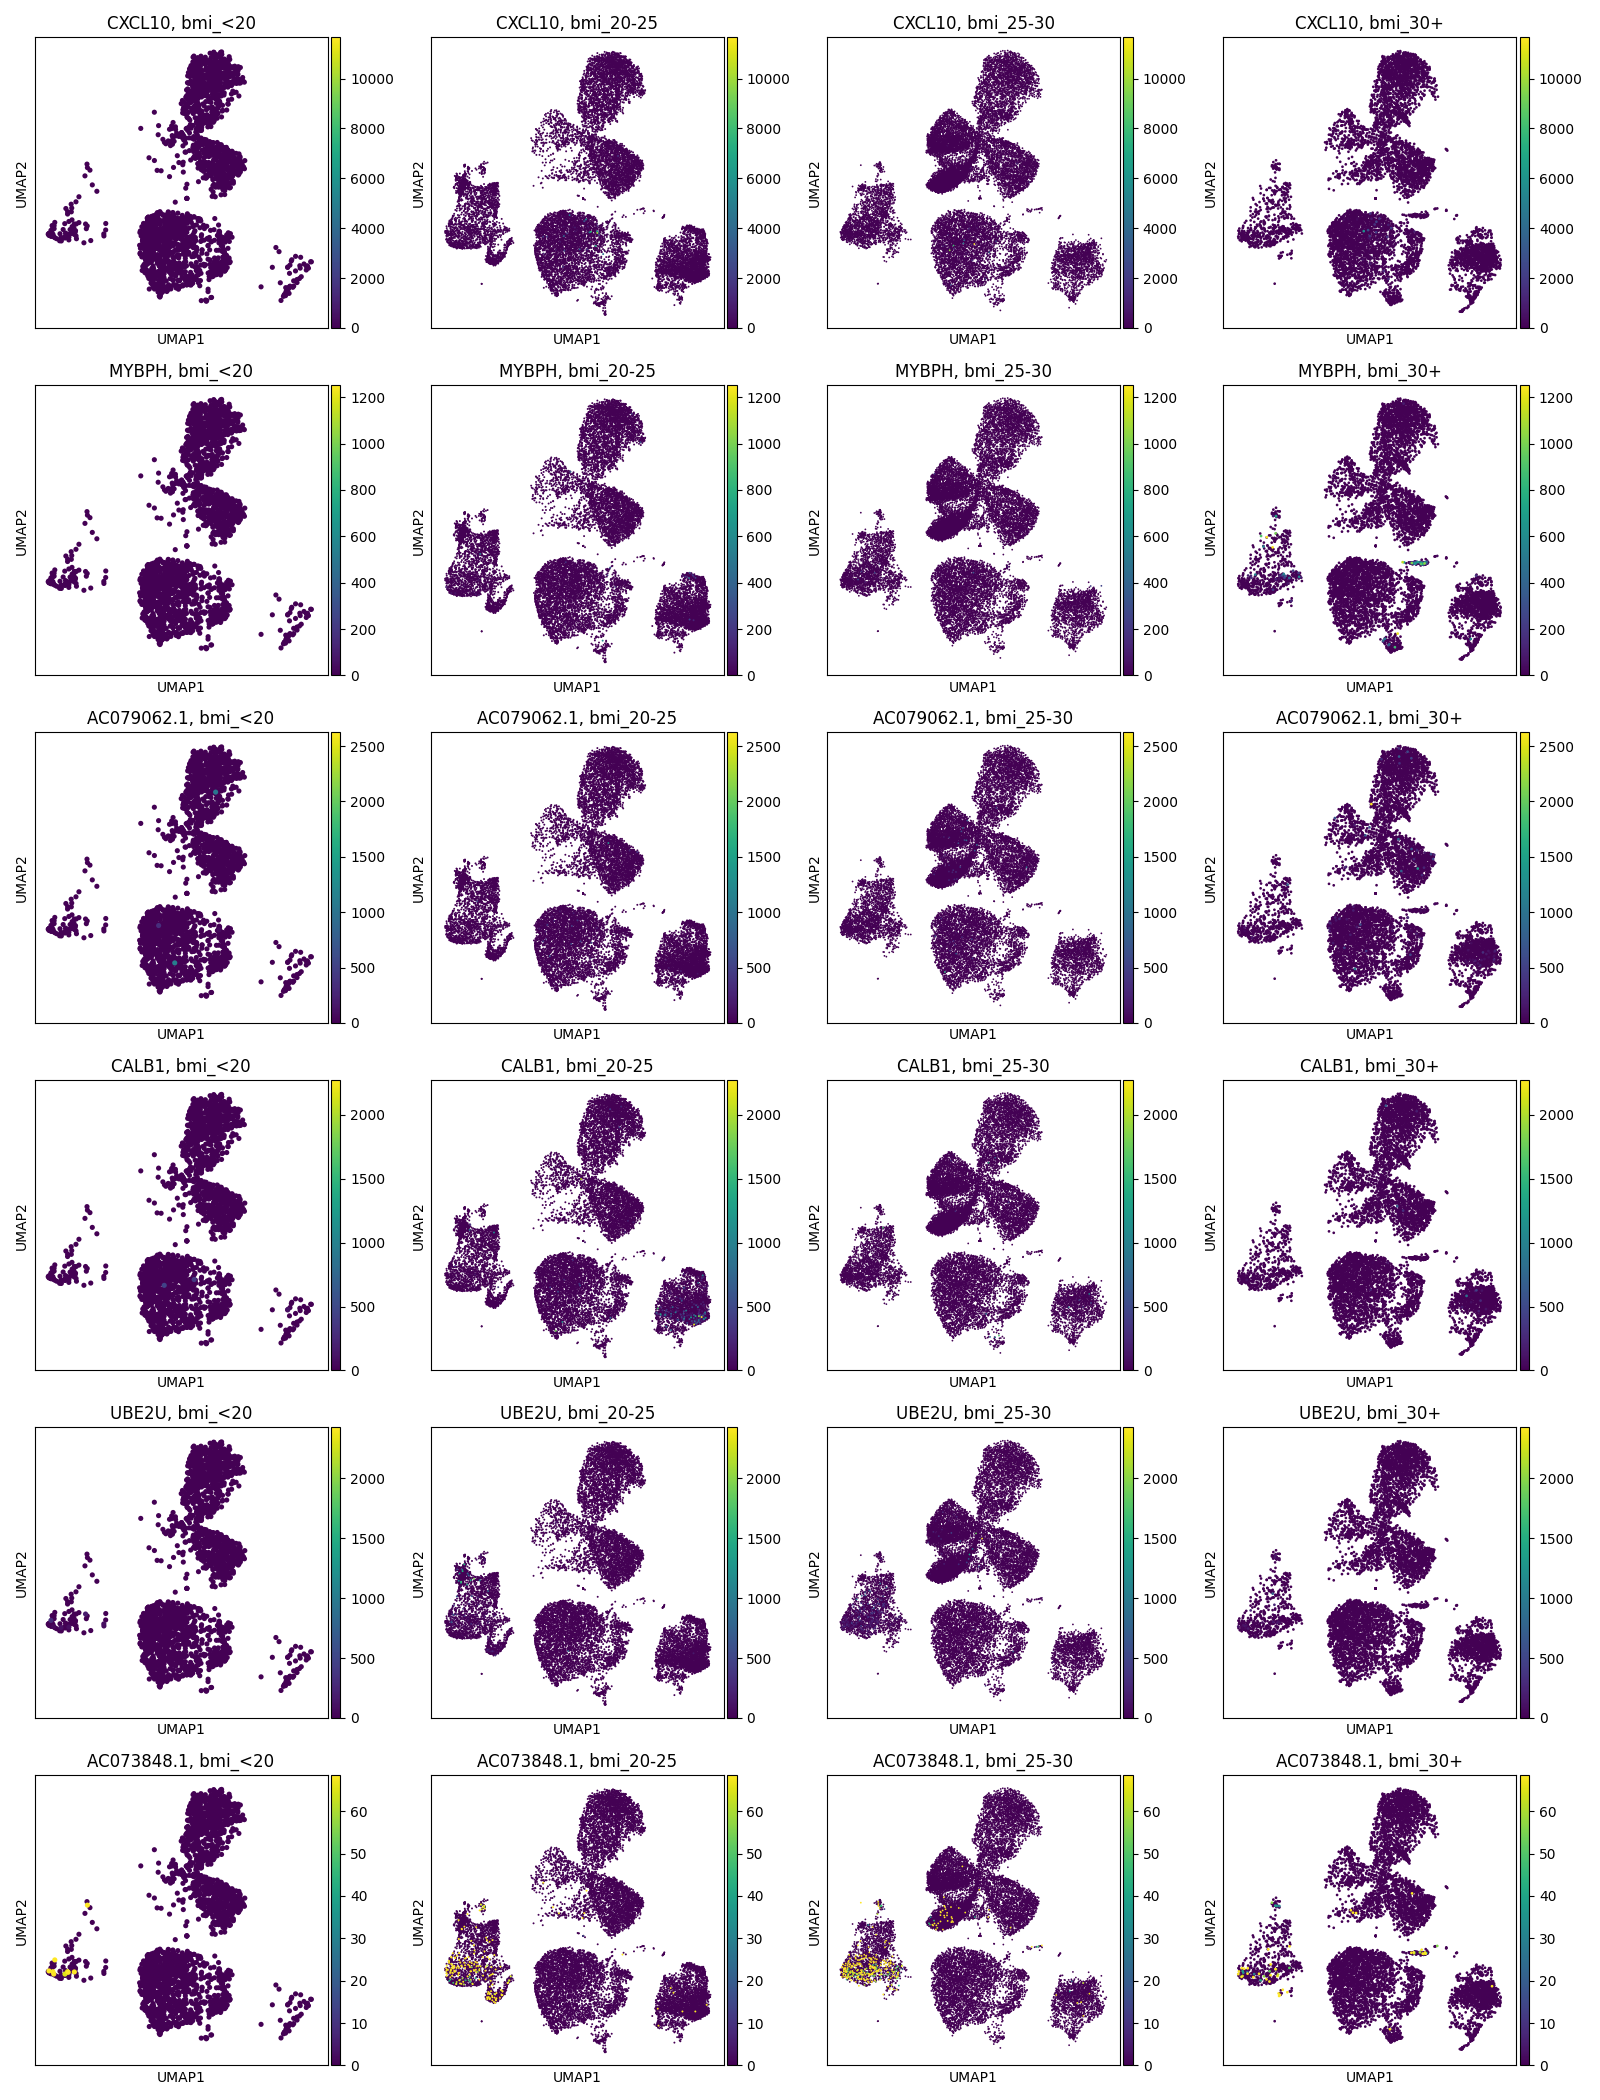 CXCL10, bmi_<20 CXCL10, bmi_20-25 CXCL10, bmi_25-30 CXCL10, bmi_30+
UMAP2 10000 8000 6000 4000 2000 0 UMAP2 10000 8000 6000 4000 2000 0 UMAP2 10000 8000 6000 4000 2000 0 UMAP2 10000 8000 6000 4000 2000 0
UMAP1 UMAP1 UMAP1 UMAP1
MYBPH, bmi_<20 MYBPH, bmi_20-25 MYBPH, bmi_25-30 MYBPH, bmi_30+
UMAP2 1200 1000 800 600 400 200 0 UMAP2 1200 1000 800 600 400 200 0 UMAP2 1200 1000 800 600 400 200 0 UMAP2 1200 1000 800 600 400 200 0
UMAP1 UMAP1 UMAP1 UMAP1
AC079062.1, bmi_<20 AC079062.1, bmi_20-25 AC079062.1, bmi_25-30 AC079062.1, bmi_30+
UMAP2 2500 2000 1500 1000 500 0 UMAP2 2500 2000 1500 1000 500 0 UMAP2 2500 2000 1500 1000 500 0 UMAP2 2500 2000 1500 1000 500 0
UMAP1 UMAP1 UMAP1 UMAP1
CALB1, bmi_<20 CALB1, bmi_20-25 CALB1, bmi_25-30 CALB1, bmi_30+
UMAP2 2000 1500 1000 500 0 UMAP2 2000 1500 1000 500 0 UMAP2 2000 1500 1000 500 0 UMAP2 2000 1500 1000 500 0
UMAP1 UMAP1 UMAP1 UMAP1
UBE2U, bmi_<20 UBE2U, bmi_20-25 UBE2U, bmi_25-30 UBE2U, bmi_30+
UMAP2 2000 1500 1000 500 0 UMAP2 2000 1500 1000 500 0 UMAP2 2000 1500 1000 500 0 UMAP2 2000 1500 1000 500 0
UMAP1 UMAP1 UMAP1 UMAP1
AC073848.1, bmi_<20 AC073848.1, bmi_20-25 AC073848.1, bmi_25-30 AC073848.1, bmi_30+
UMAP2 60 50 40 30 20 10 0 UMAP2 60 50 40 30 20 10 0 UMAP2 60 50 40 30 20 10 0 UMAP2 60 50 40 30 20 10 0
UMAP1 UMAP1 UMAP1 UMAP1